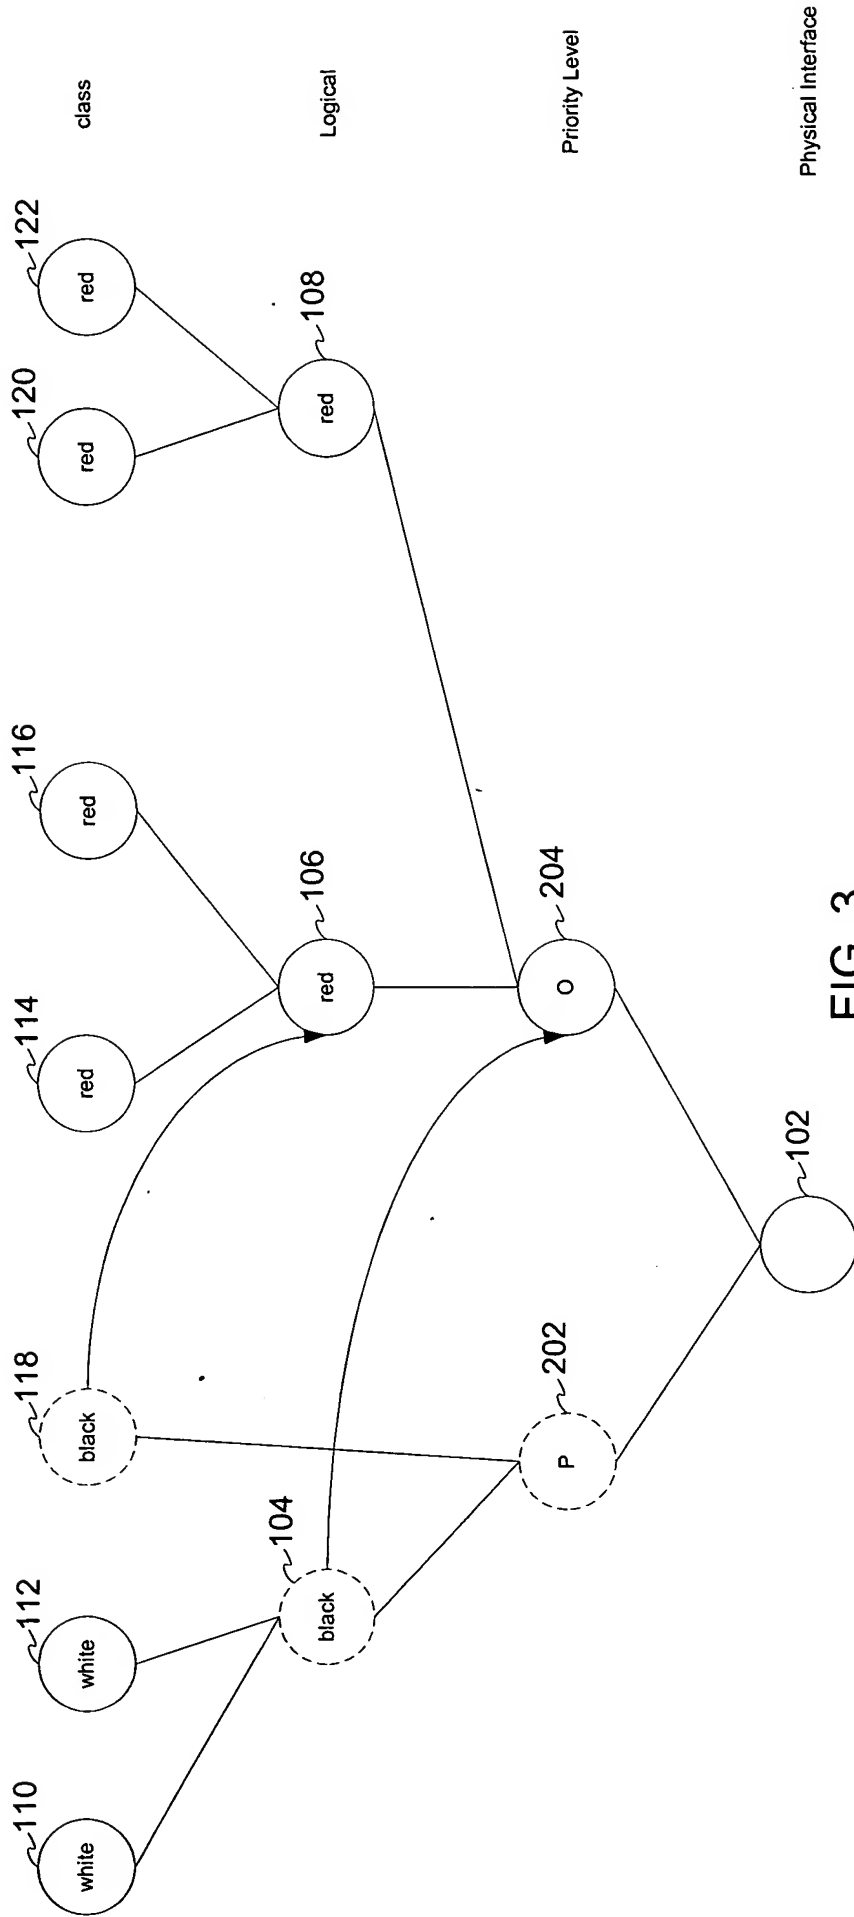 110
112
118
114
116
120
122
white
white
black
red
red
red
red
class
104
106
108
black
red
red
Logical
202
204
P
O
Priority Level
102
Physical Interface
FIG. 3